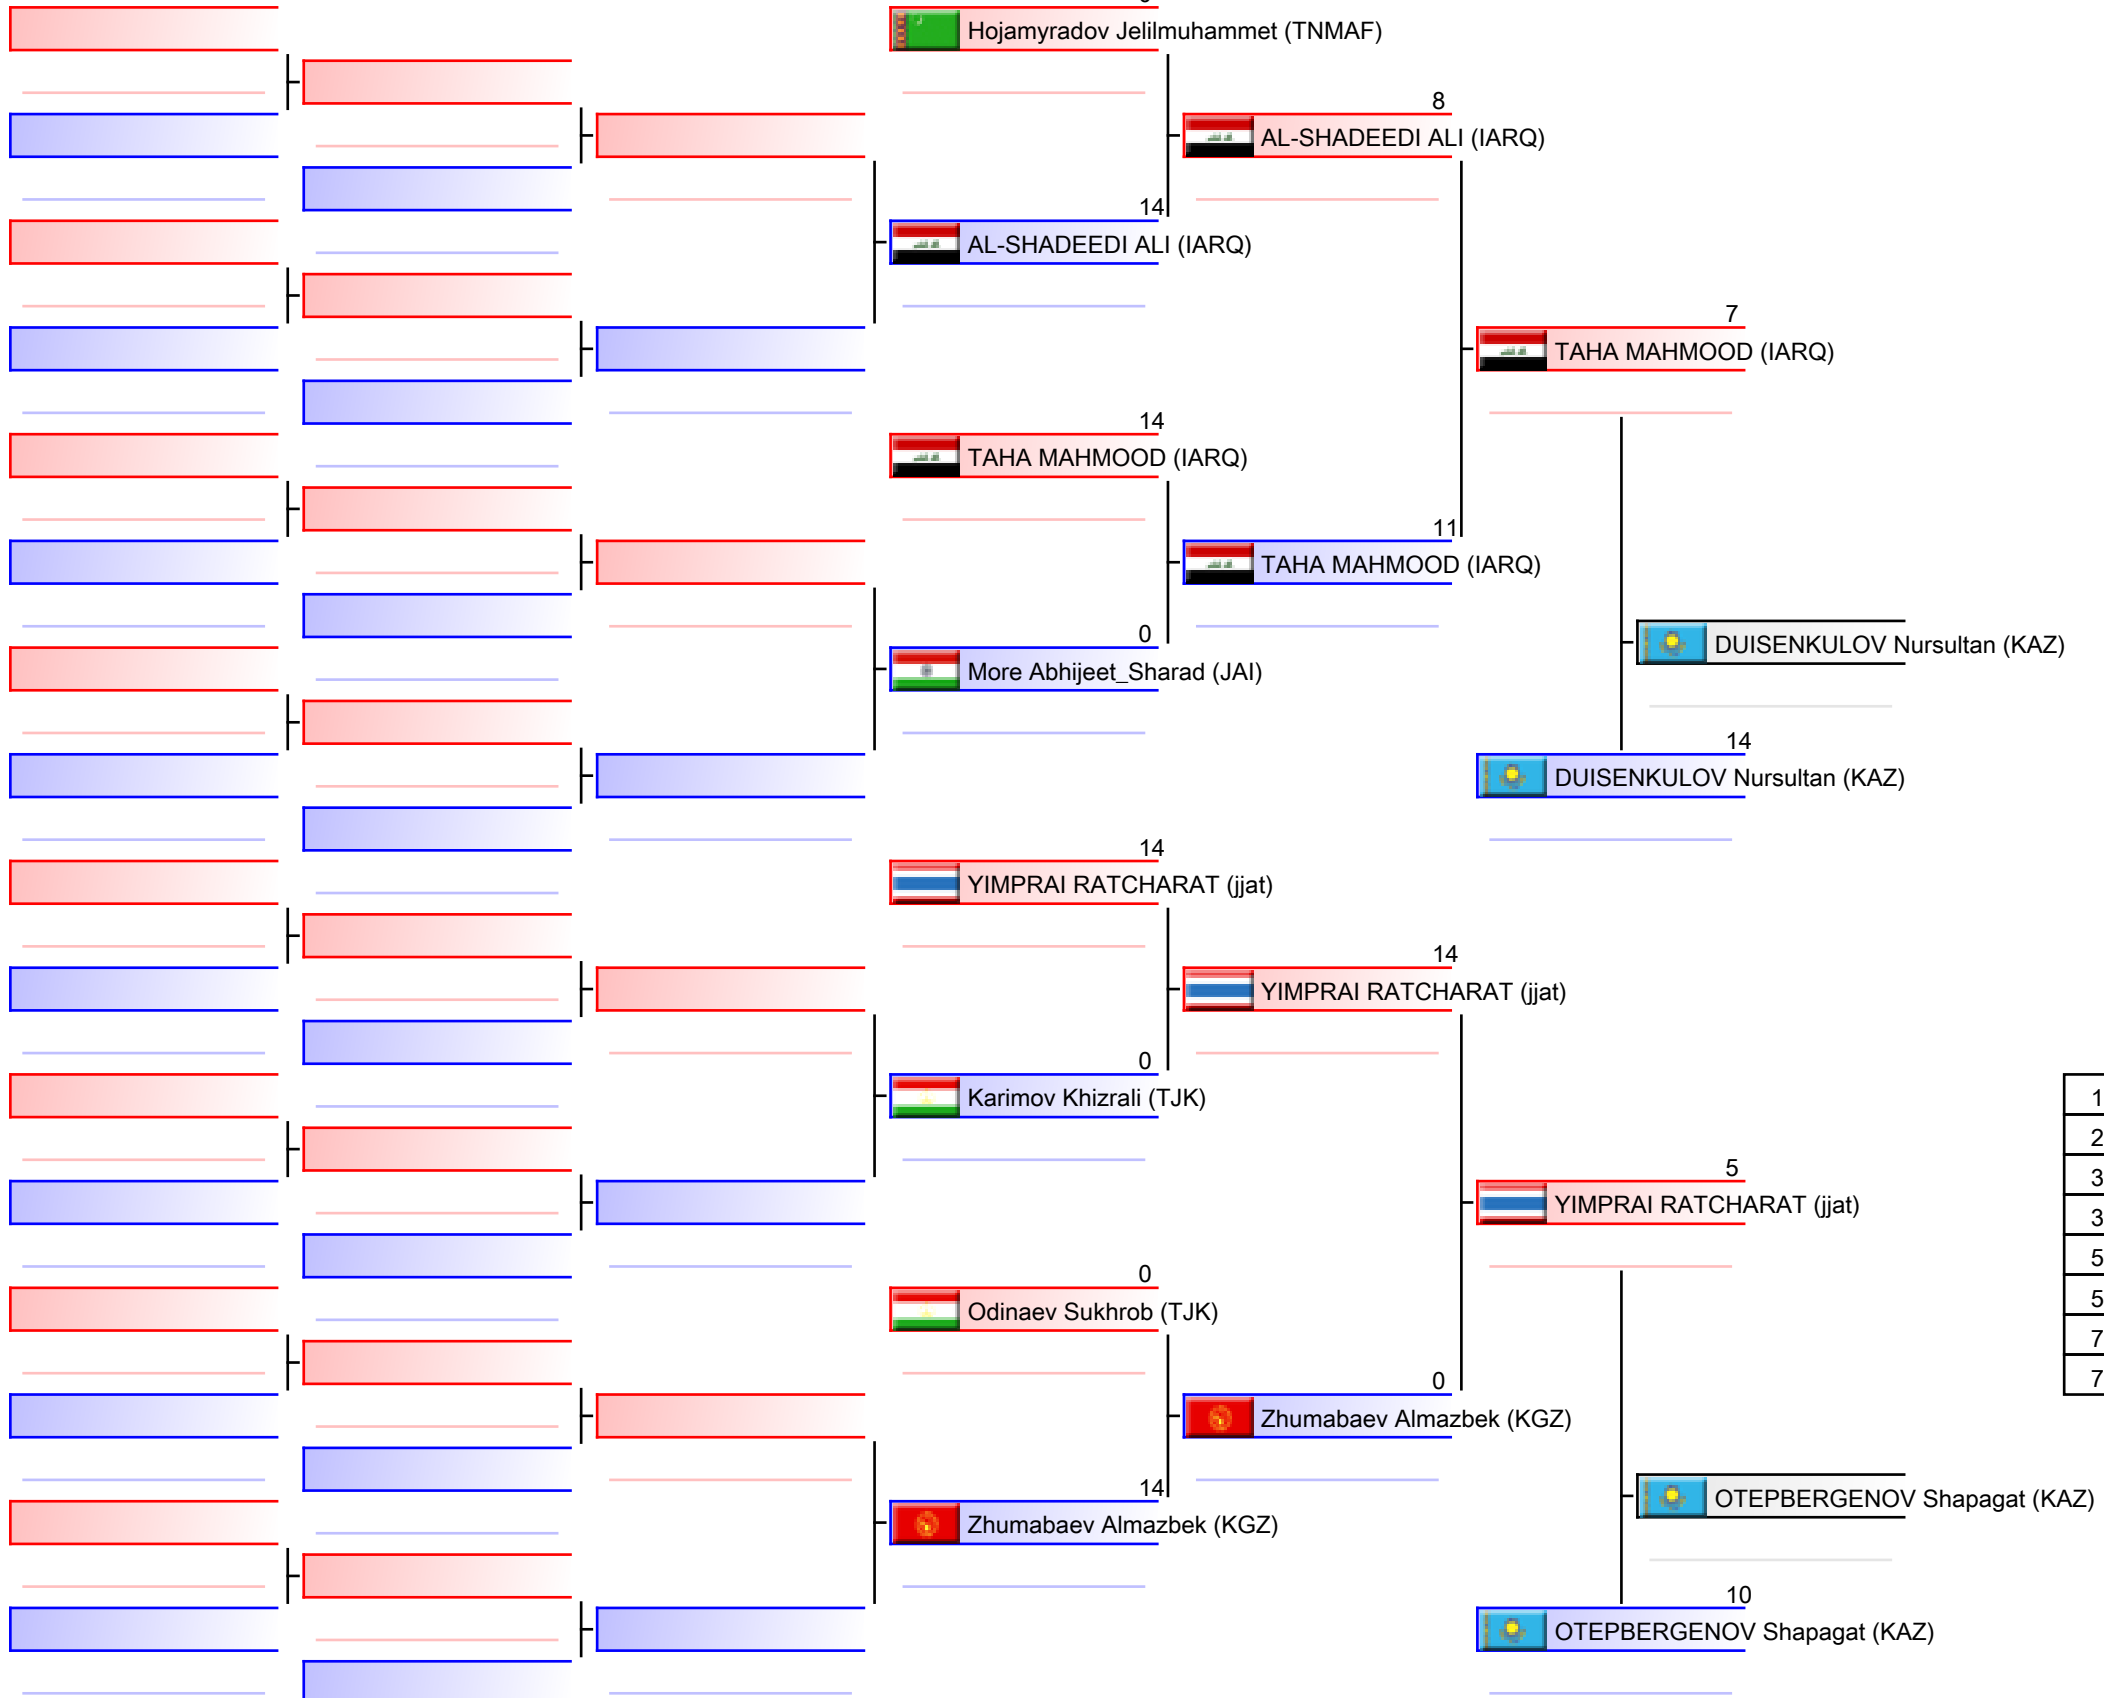 Hojamyradov Jelilmuhammet (TNMAF)
8
AL-SHADEEDI ALI (IARQ)
14
AL-SHADEEDI ALI (IARQ)
7
TAHA MAHMOOD (IARQ)
14
TAHA MAHMOOD (IARQ)
11
TAHA MAHMOOD (IARQ)
0
DUISENKULOV Nursultan (KAZ)
More Abhijeet_Sharad (JAI)
14
DUISENKULOV Nursultan (KAZ)
14
YIMPRAI RATCHARAT (jjat)
14
YIMPRAI RATCHARAT (jjat)
0
Karimov Khizrali (TJK)
1
2
3
5
YIMPRAI RATCHARAT (jjat)
3
5
0
Odinaev Sukhrob (TJK)
5
7
0
7
Zhumabaev Almazbek (KGZ)
14
OTEPBERGENOV Shapagat (KAZ)
Zhumabaev Almazbek (KGZ)
10
OTEPBERGENOV Shapagat (KAZ)